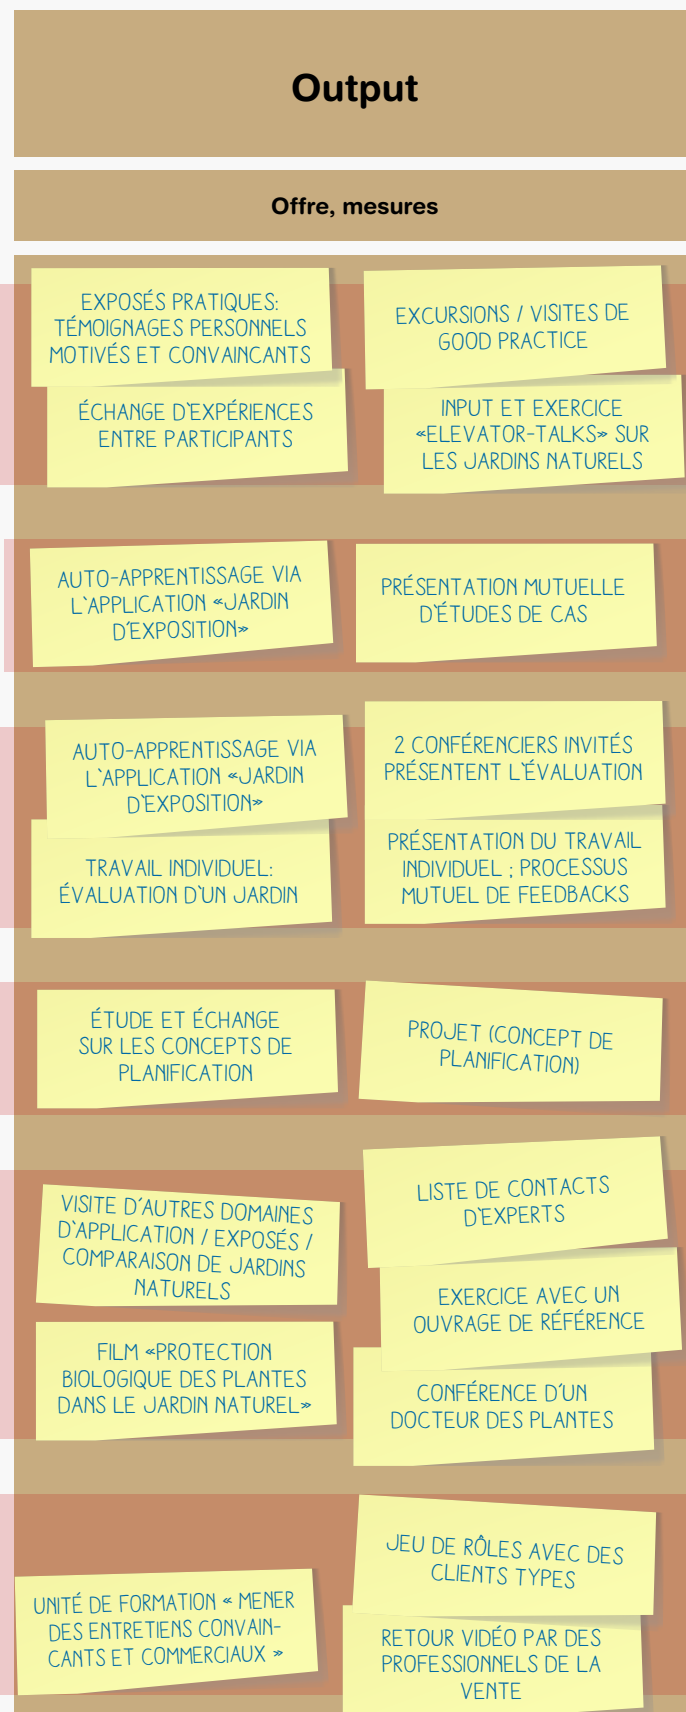 Output
Offre, mesures
EXPOSÉS PRATIQUES:
TÉMOIGNAGES PERSONNELS
MOTIVÉS ET CONVAINCANTS
EXCURSIONS / VISITES DE
GOOD PRACTICE
ÉCHANGE D'EXPÉRIENCES
ENTRE PARTICIPANTS
INPUT ET EXERCICE
«ELEVATOR-TALKS» SUR
LES JARDINS NATURELS
AUTO-APPRENTISSAGE VIA
L`APPLICATION «JARDIN
D'EXPOSITION»
PRÉSENTATION MUTUELLE
D'ÉTUDES DE CAS
AUTO-APPRENTISSAGE VIA
L`APPLICATION «JARDIN
D'EXPOSITION»
2 CONFÉRENCIERS INVITÉS
PRÉSENTENT L'ÉVALUATION
TRAVAIL INDIVIDUEL:
ÉVALUATION D'UN JARDIN
PRÉSENTATION DU TRAVAIL
INDIVIDUEL ; PROCESSUS
MUTUEL DE FEEDBACKS
ÉTUDE ET ÉCHANGE
SUR LES CONCEPTS DE
PLANIFICATION
PROJET (CONCEPT DE
PLANIFICATION)
VISITE D'AUTRES DOMAINES
D`APPLICATION / EXPOSÉS /
COMPARAISON DE JARDINS
NATURELS
LISTE DE CONTACTS
D'EXPERTS
EXERCICE AVEC UN
OUVRAGE DE RÉFÉRENCE
FILM «PROTECTION
BIOLOGIQUE DES PLANTES
DANS LE JARDIN NATUREL»
CONFÉRENCE D'UN
DOCTEUR DES PLANTES
JEU DE RÔLES AVEC DES
CLIENTS TYPES
UNITÉ DE FORMATION « MENER
DES ENTRETIENS CONVAIN-
CANTS ET COMMERCIAUX »
RETOUR VIDÉO PAR DES
PROFESSIONNELS DE LA
VENTE